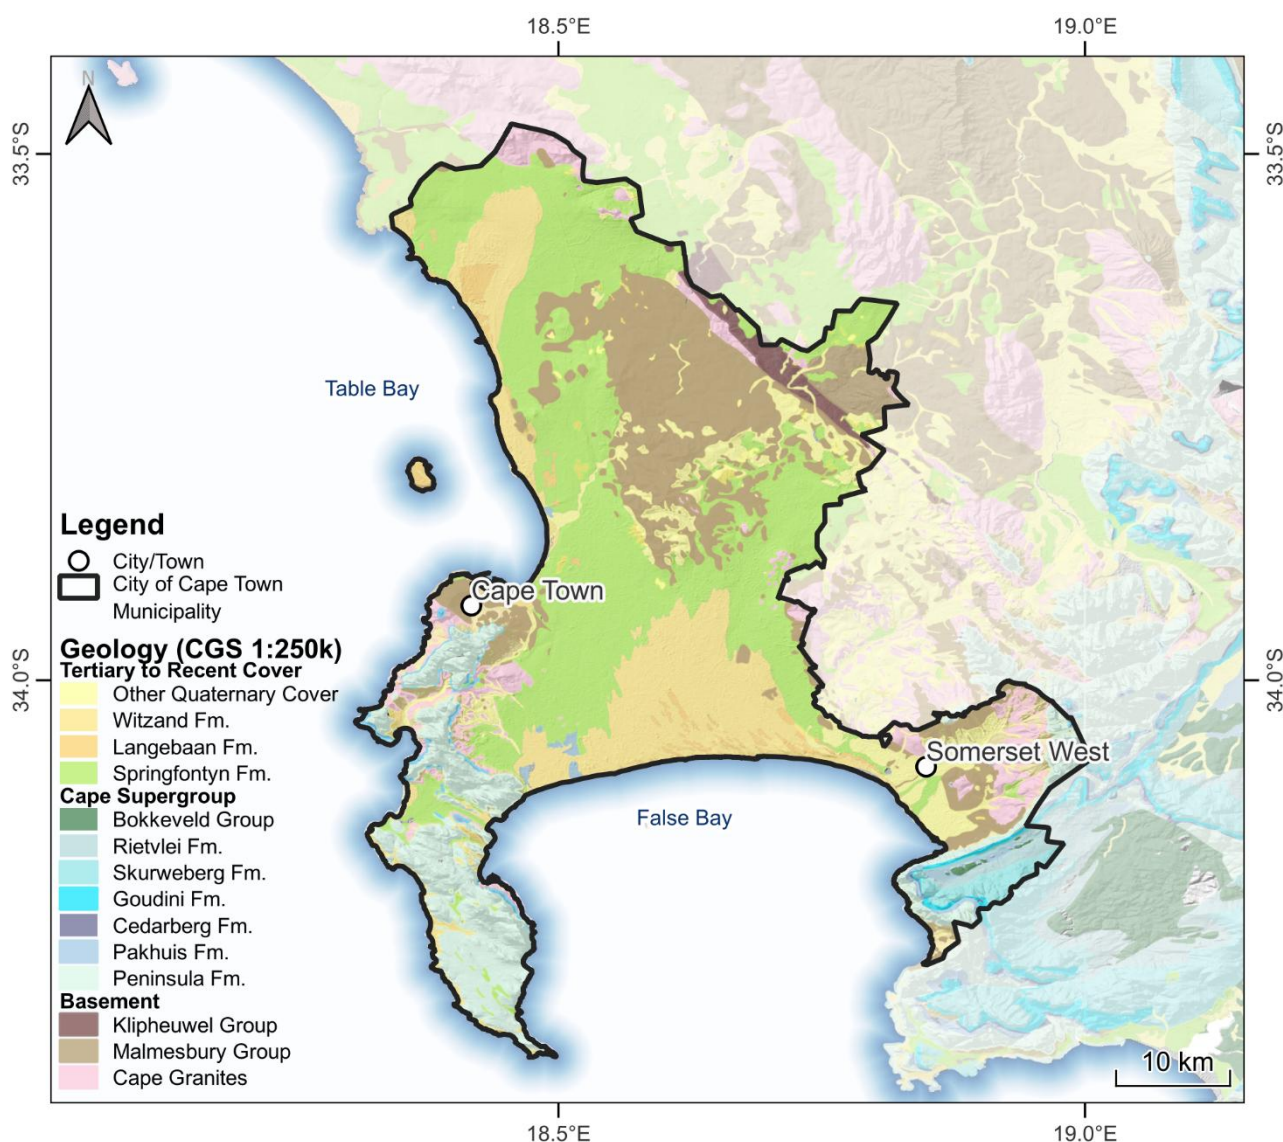 18.5°E
19.0°E
N
33.5°S
33.5°S
Table Bay
Legend
City/Town
City of Cape Town
Municipality
Cape Town
Geology (CGS 1:250k)
Tertiary to Recent Cover
Other Quaternary Cover
Witzand Fm.
Langebaan Fm.
Springfontyn Fm.
Cape Supergroup
Bokkeveld Group
Rietvlei Fm.
Skurweberg Fm.
Goudini Fm.
Cedarberg Fm.
Pakhuis Fm.
Peninsula Fm.
Basement
Klipheuwel Group
Malmesbury Group
Cape Granites
34.0°S
34.0°S
Somerset West
False Bay
10 km
18.5°E
19.0°E